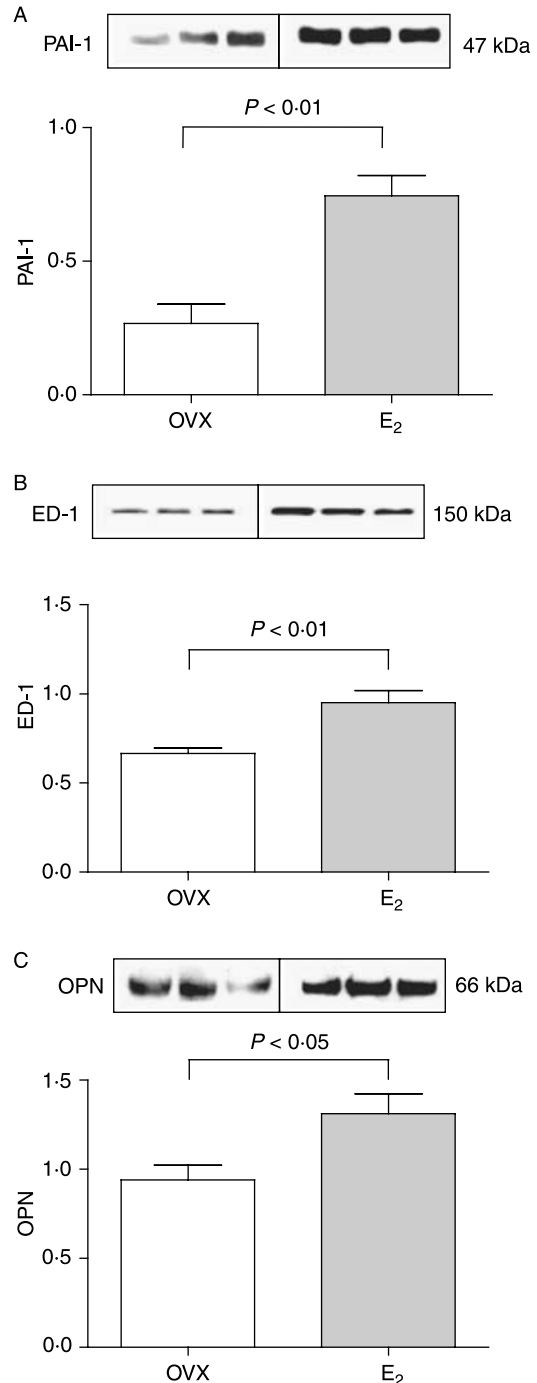 A
PAI-1
47 kDa
P < 0·01
1·0
0·5
0·0
PAI-1
OVX
E₂
B
ED-1
150 kDa
P < 0·01
1·5
1·0
0·5
0·0
ED-1
OVX
E₂
C
OPN
66 kDa
P < 0·05
1·5
1·0
0·5
0·0
OPN
OVX
E₂